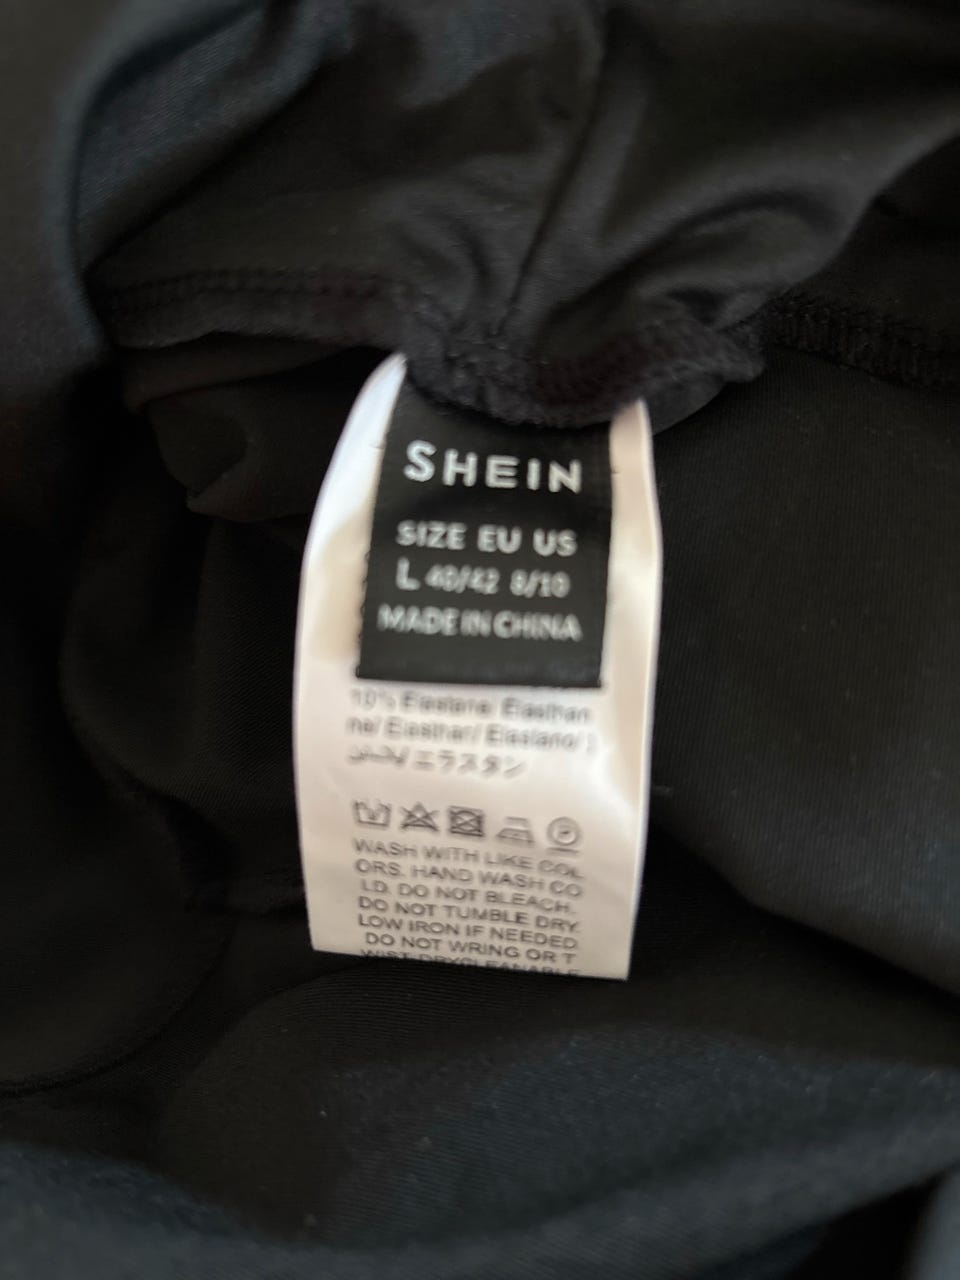 SHEIN
SIZE EU US
L 40/42 8/10
MADE IN CHINA
10% Elastane Elasthan
ne/ Elasthan/ Elastano/
エラスタン
P
WASH WITH LIKE COL
ORS. HAND WASH CO
LD. DO NOT BLEACH.
DO NOT TUMBLE DRY.
LOW IRON IF NEEDED
DO NOT WRING OR T
WIST.DRYCLEANABLE